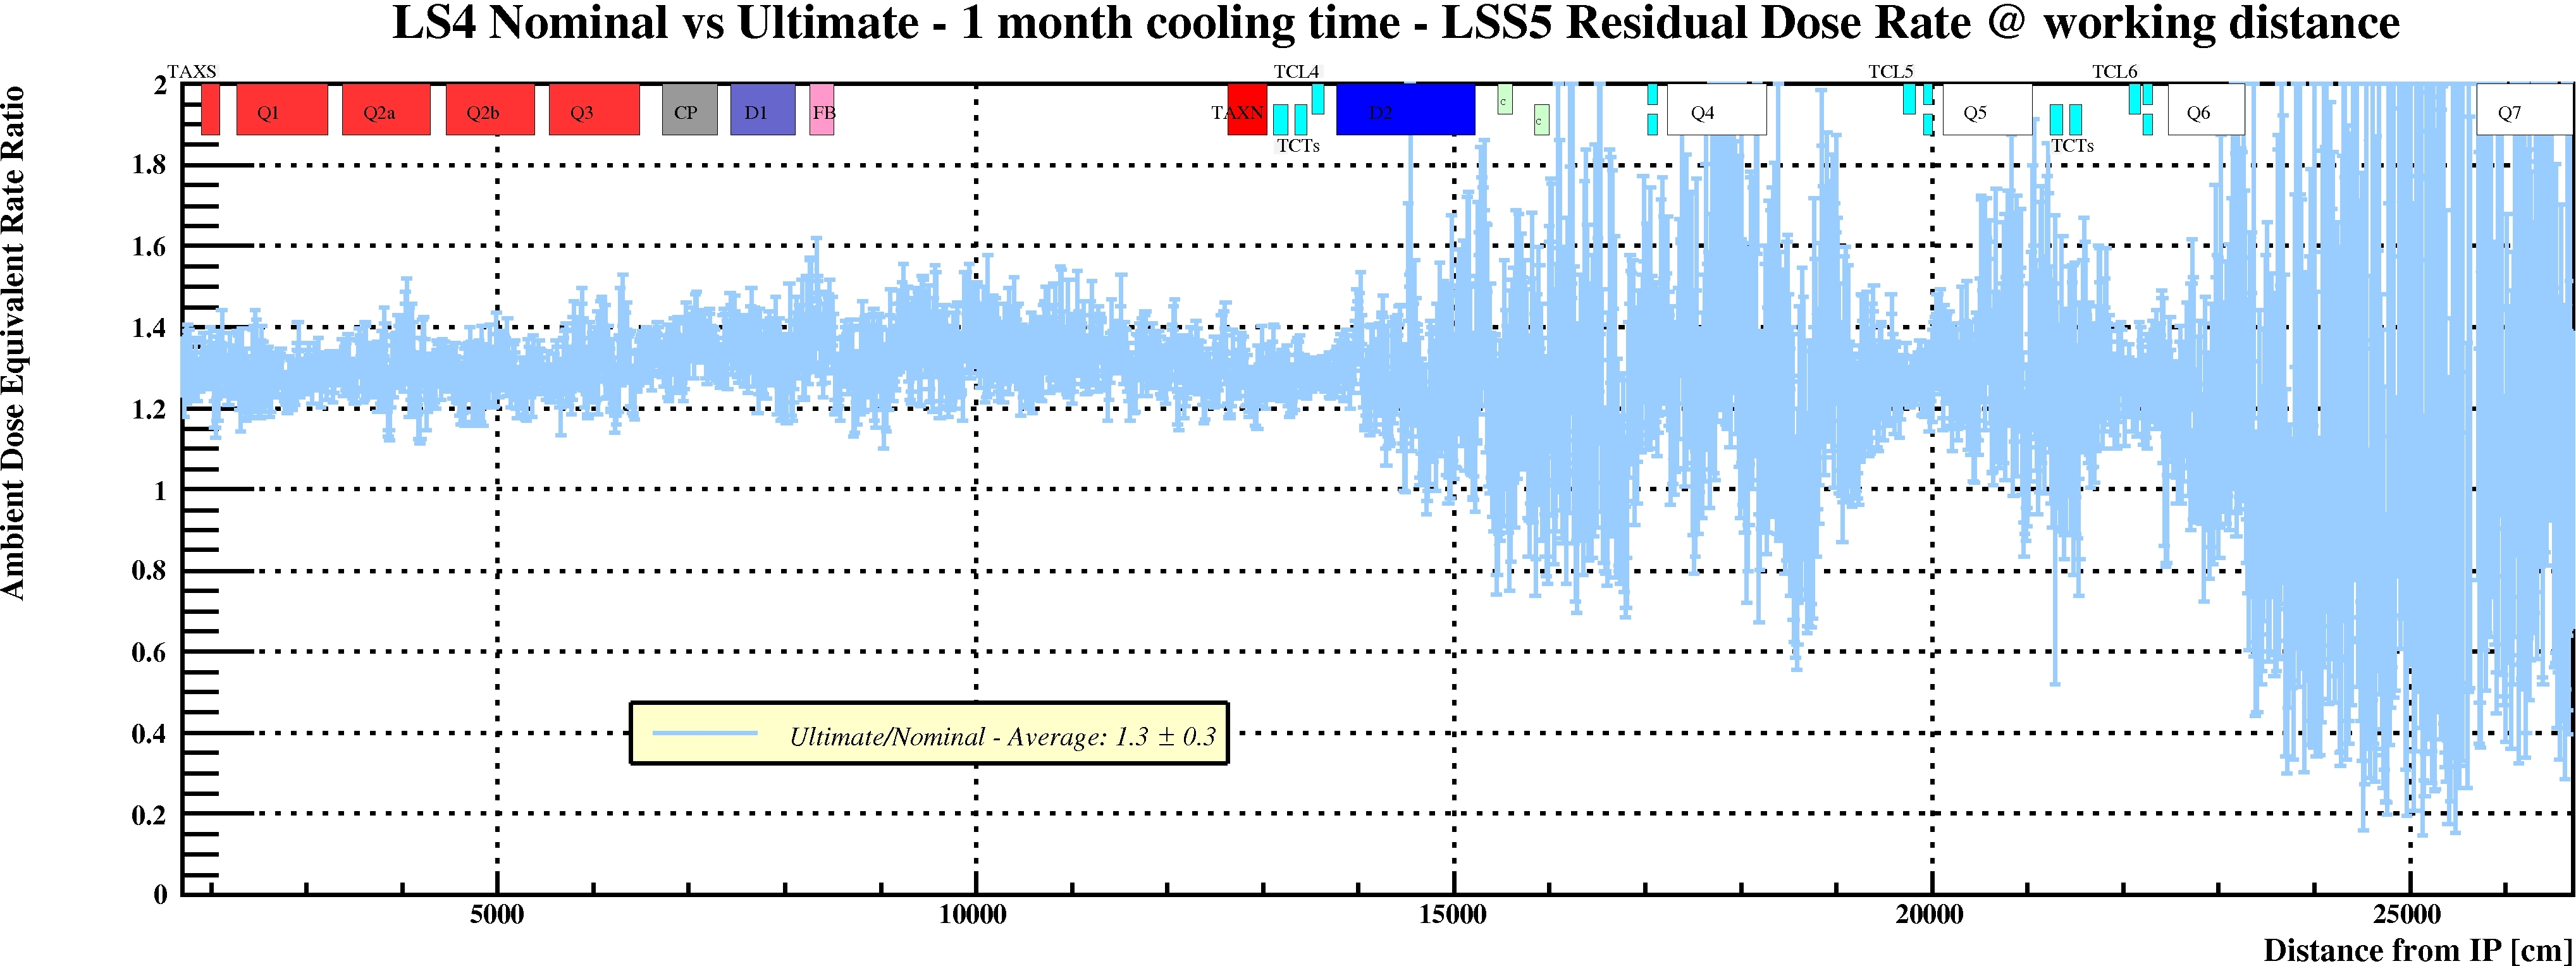 LS4 Nominal vs Ultimate - 1 month cooling time - LSS5 Residual Dose Rate @ working distance
TAXS TCL4 TCL5 TCL6
Q1 Q2a Q2b Q3 CP D1 FB TAXN D2 C C Q4 Q5 Q6 Q7
TCTs TCTs
Ambient Dose Equivalent Rate Ratio
2
1.8
1.6
1.4
1.2
1
0.8
0.6
0.4
0.2
0
Ultimate/Nominal - Average: 1.3 ± 0.3
5000 10000 15000 20000 25000
Distance from IP [cm]